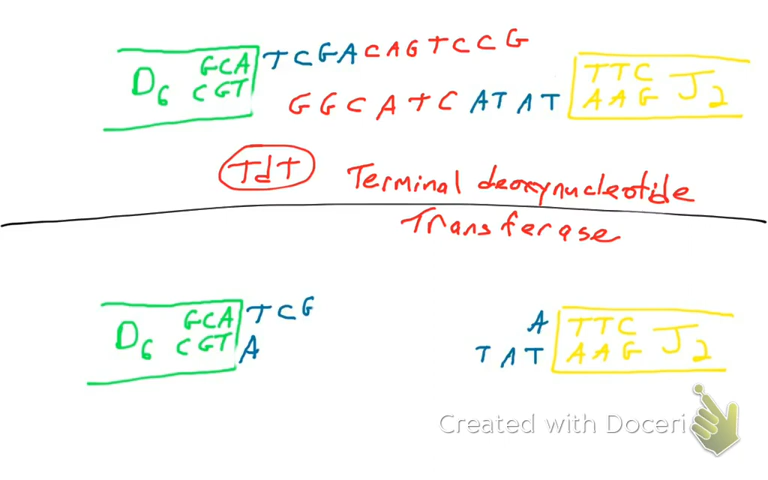 GCA TCGACAGTCCG
D6 CGT
TTC
GGCATCATAT AAG J2
TdT Terminal deoxynucleotide
Transferase
GCA TCG
D6 CGT A
A TTC
TAT AAG J2
Created with Doceri